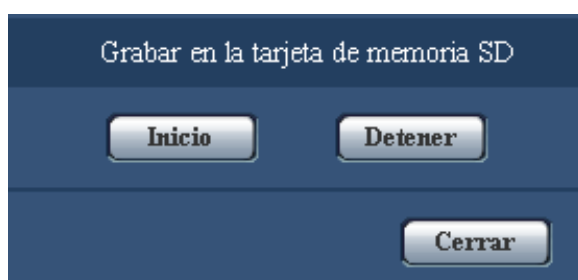 Grabar en la tarjeta de memoria SD
Inicio Detener
Cerrar